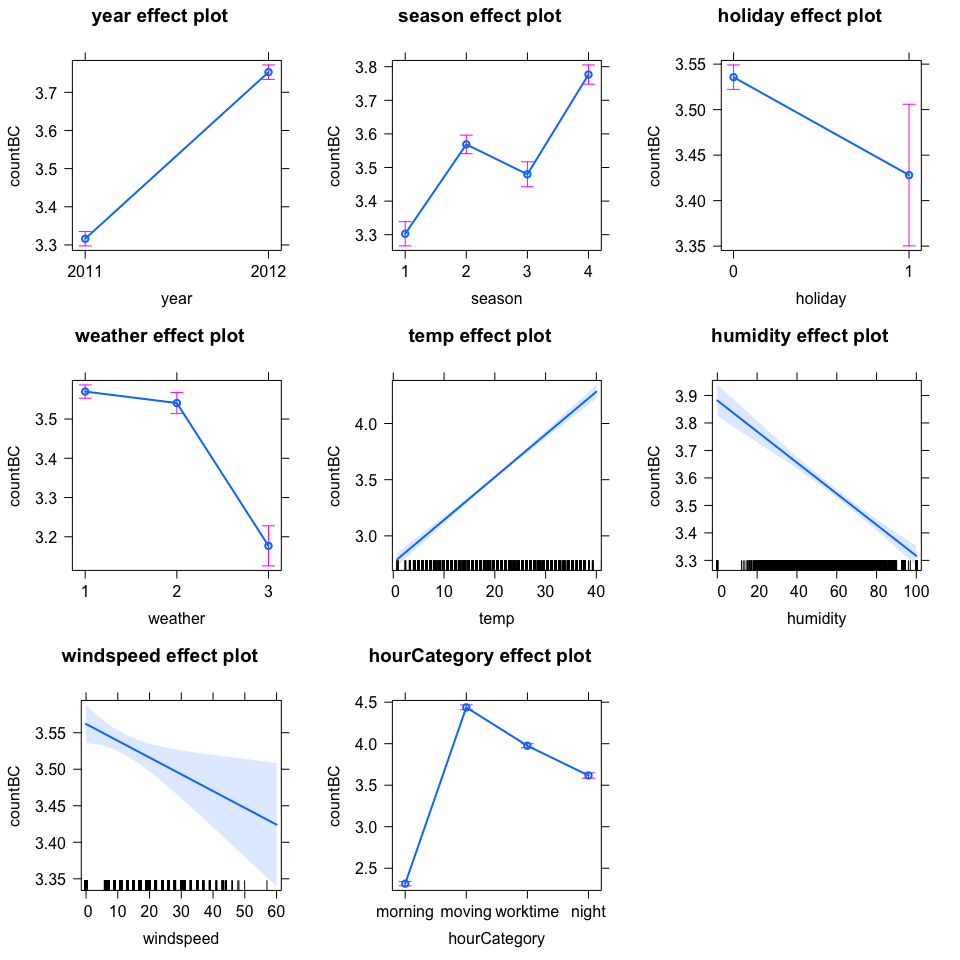 year effect plot
countBC
3.7
3.6
3.5
3.4
3.3
2011 2012
year
season effect plot
countBC
3.8
3.7
3.6
3.5
3.4
3.3
1 2 3 4
season
holiday effect plot
countBC
3.55
3.50
3.45
3.40
3.35
0 1
holiday
weather effect plot
countBC
3.5
3.4
3.3
3.2
1 2 3
weather
temp effect plot
countBC
4.0
3.5
3.0
0 10 20 30 40
temp
humidity effect plot
countBC
3.9
3.8
3.7
3.6
3.5
3.4
3.3
0 20 40 60 80 100
humidity
windspeed effect plot
countBC
3.55
3.50
3.45
3.40
3.35
0 10 20 30 40 50 60
windspeed
hourCategory effect plot
countBC
4.5
4.0
3.5
3.0
2.5
morning moving worktime night
hourCategory